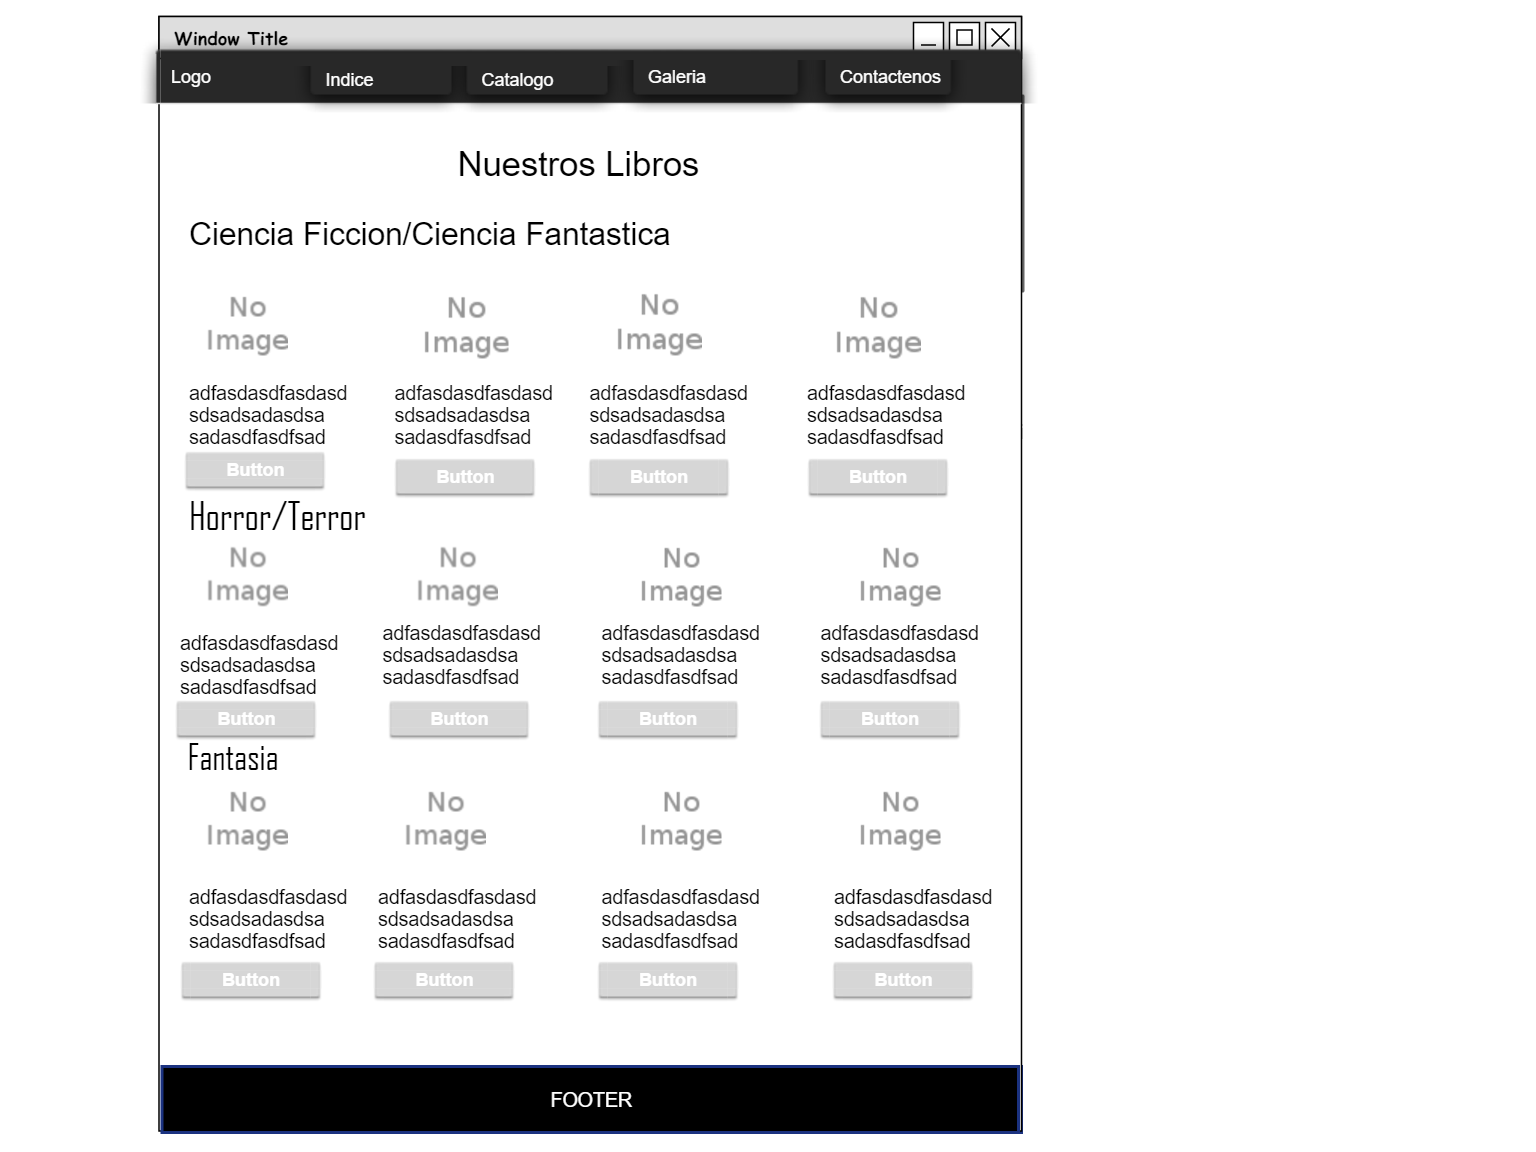 Window Title
Logo Indice Catalogo Galeria Contactenos
Nuestros Libros
Ciencia Ficcion/Ciencia Fantastica
No No No No
Image Image Image Image
adfasdasdfasdasd adfasdasdfasdasd adfasdasdfasdasd adfasdasdfasdasd
sdsadsadasdsa sdsadsadasdsa sdsadsadasdsa sdsadsadasdsa
sadasdfasdfsad sadasdfasdfsad sadasdfasdfsad sadasdfasdfsad
Button Button Button Button
Horror/Terror
No No No No
Image Image Image Image
adfasdasdfasdasd adfasdasdfasdasd adfasdasdfasdasd adfasdasdfasdasd
sdsadsadasdsa sdsadsadasdsa sdsadsadasdsa sdsadsadasdsa
sadasdfasdfsad sadasdfasdfsad sadasdfasdfsad sadasdfasdfsad
Button Button Button Button
Fantasia
No No No No
Image Image Image Image
adfasdasdfasdasd adfasdasdfasdasd adfasdasdfasdasd adfasdasdfasdasd
sdsadsadasdsa sdsadsadasdsa sdsadsadasdsa sdsadsadasdsa
sadasdfasdfsad sadasdfasdfsad sadasdfasdfsad sadasdfasdfsad
Button Button Button Button
FOOTER